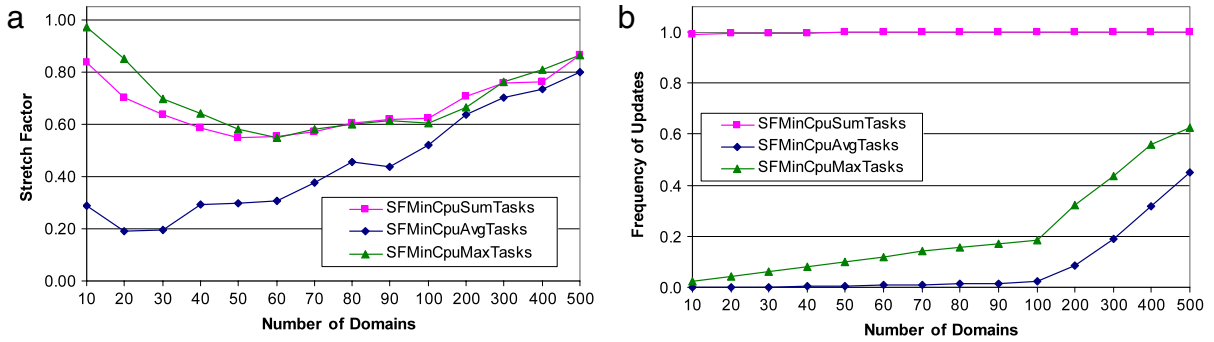 a
Stretch Factor
1.00
0.80
0.60
0.40
0.20
0.00
SFMinCpuSumTasks
SFMinCpuAvgTasks
SFMinCpuMaxTasks
10 20 30 40 50 60 70 80 90 100 200 300 400 500
Number of Domains
b
Frequency of Updates
1.0
0.8
0.6
0.4
0.2
0.0
SFMinCpuSumTasks
SFMinCpuAvgTasks
SFMinCpuMaxTasks
10 20 30 40 50 60 70 80 90 100 200 300 400 500
Number of Domains